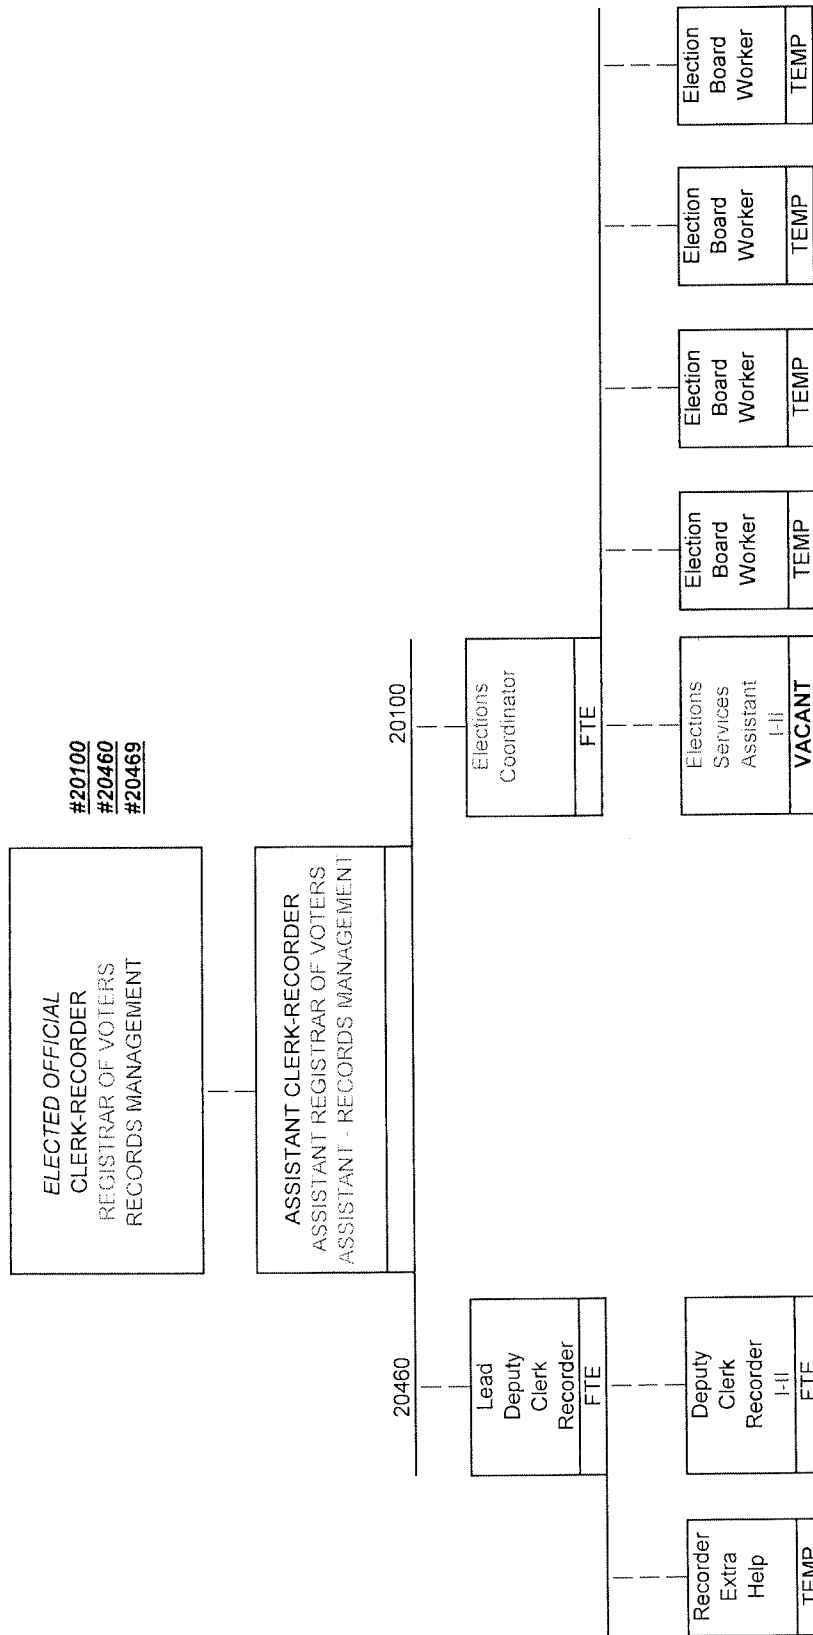 ELECTED OFFICIAL
CLERK-RECORDER
REGISTRAR OF VOTERS
RECORDS MANAGEMENT
#20100
#20460
#20469
ASSISTANT CLERK-RECORDER
ASSISTANT REGISTRAR OF VOTERS
ASSISTANT - RECORDS MANAGEMENT
20460
20100
Lead
Deputy
Clerk
Recorder
FTE
Elections
Coordinator
FTE
Recorder
Extra
Help
TEMP
Deputy
Clerk
Recorder
I-II
FTE
Elections
Services
Assistant
I-II
VACANT
Election
Board
Worker
TEMP
Election
Board
Worker
TEMP
Election
Board
Worker
TEMP
Election
Board
Worker
TEMP